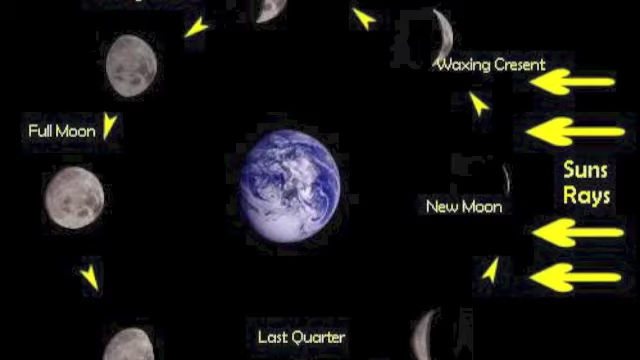 Waxing Cresent
Full Moon
Suns
Rays
New Moon
Last Quarter